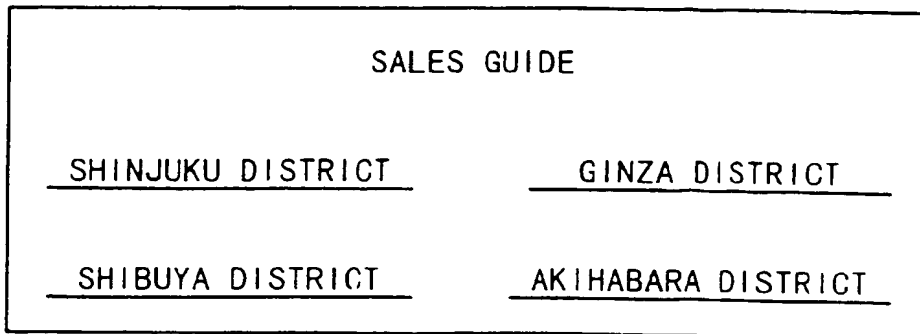 SALES GUIDE
SHINJUKU DISTRICT GINZA DISTRICT
SHIBUYA DISTRICT AKIHABARA DISTRICT